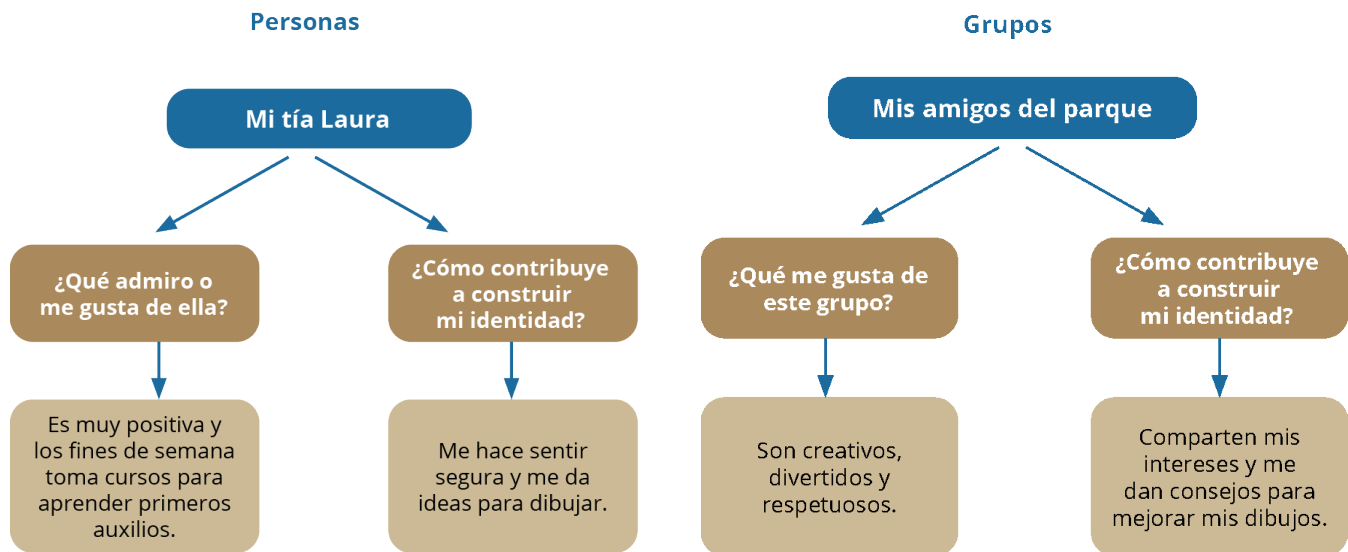 Personas
Mi tía Laura
¿Qué admiro o
me gusta de ella?
Es muy positiva y
los fines de semana
toma cursos para
aprender primeros
auxilios.
¿Cómo contribuye
a construir
mi identidad?
Me hace sentir
segura y me da
ideas para dibujar.
Grupos
Mis amigos del parque
¿Qué me gusta de
este grupo?
Son creativos,
divertidos y
respetuosos.
¿Cómo contribuye
a construir
mi identidad?
Comparten mis
intereses y me
dan consejos para
mejorar mis dibujos.